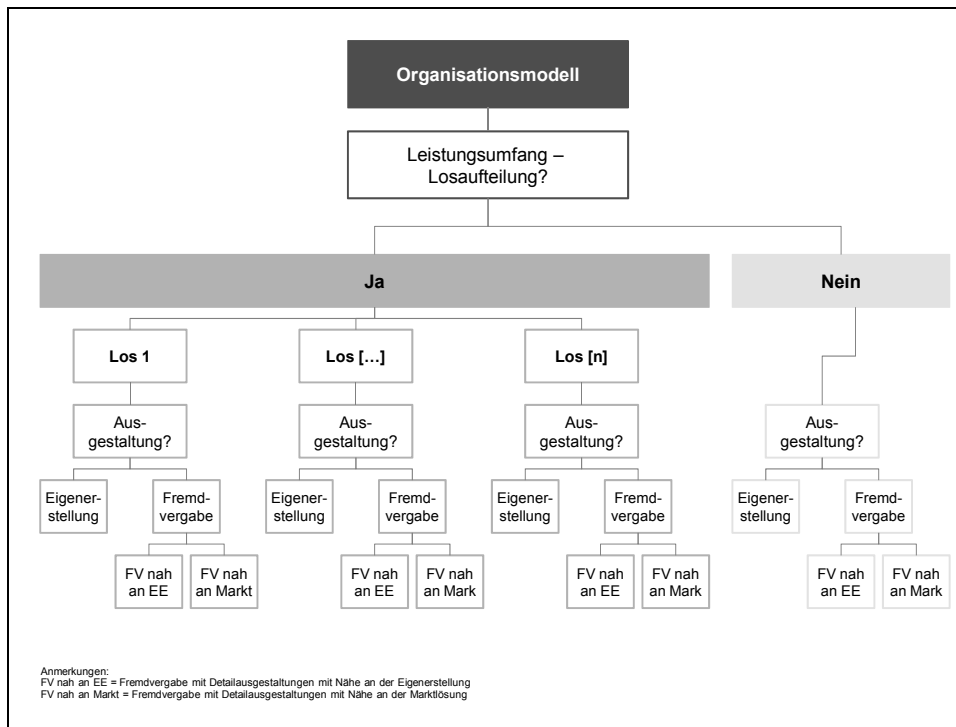 Organisationsmodell
Leistungsumfang –
Losaufteilung?
Ja
Nein
Los 1
Los […]
Los [n]
Aus-
gestaltung?
Aus-
gestaltung?
Aus-
gestaltung?
Aus-
gestaltung?
Eigener-
stellung
Fremd-
vergabe
Eigener-
stellung
Fremd-
vergabe
Eigener-
stellung
Fremd-
vergabe
Eigener-
stellung
Fremd-
vergabe
FV nah
an EE
FV nah
an Markt
FV nah
an EE
FV nah
an Mark
FV nah
an EE
FV nah
an Mark
FV nah
an EE
FV nah
an Mark
Anmerkungen:
FV nah an EE = Fremdvergabe mit Detailausgestaltungen mit Nähe an der Eigenerstellung
FV nah an Markt = Fremdvergabe mit Detailausgestaltungen mit Nähe an der Marktlösung